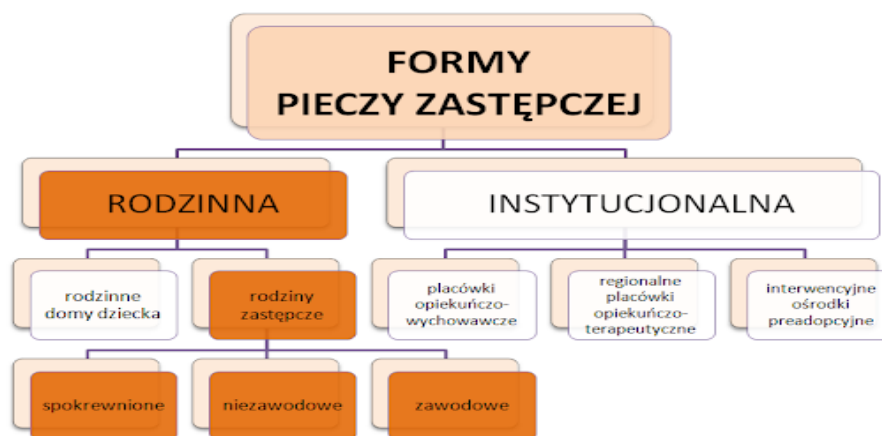 FORMY
PIECZY ZASTĘPCZEJ
RODZINNA
INSTYTUCJONALNA
rodzinne
domy dziecka
rodziny
zastępcze
placówki
opiekuńczo-
wychowawcze
regionalne
placówki
opiekuńczo-
terapeutyczne
interwencyjne
ośrodki
preadopcyjne
spokrewnione
niezawodowe
zawodowe